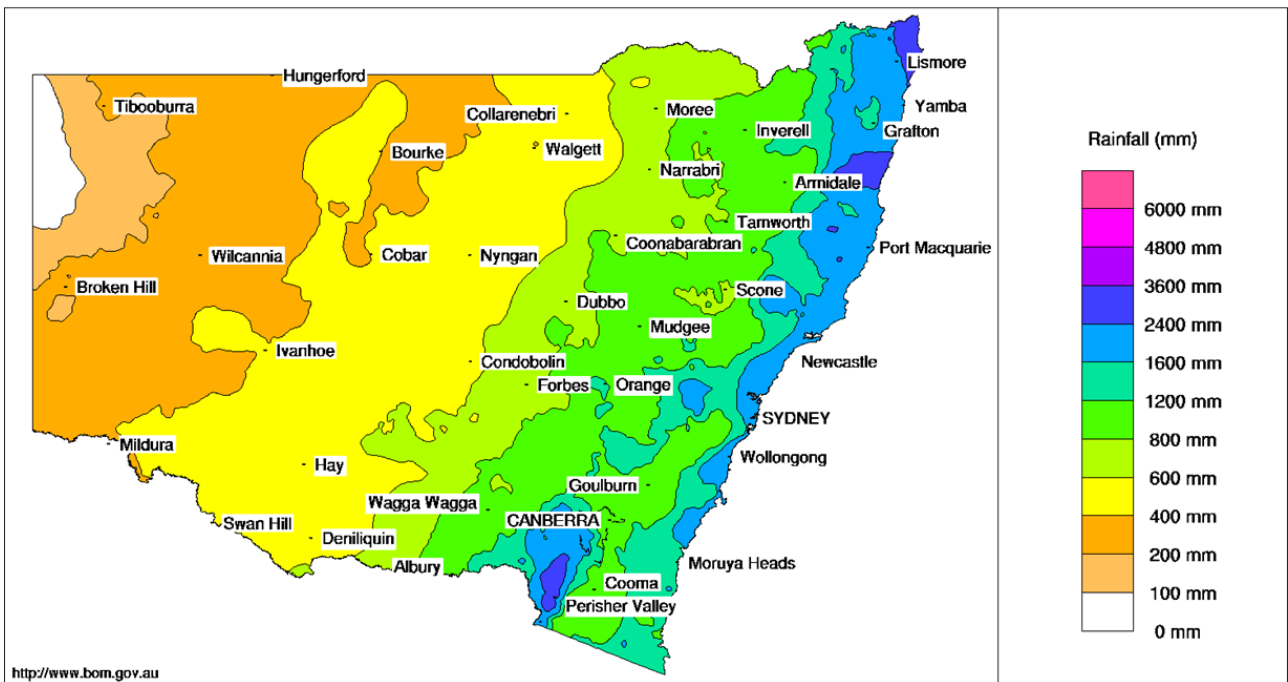 Lismore
Hungerford
Tibooburra
Yamba
Moree
Collarenebri
Inverell
Grafton
Walgett
Bourke
Narrabri
Armidale
Tamworth
Coonabarabran
Port Macquarie
Wilcannia
Cobar
Nyngan
Broken Hill
Scone
Dubbo
Mudgee
Ivanhoe
Condobolin
Newcastle
Forbes
Orange
SYDNEY
Mildura
Wollongong
Hay
Goulburn
Wagga Wagga
CANBERRA
Swan Hill
Deniliquin
Moruya Heads
Albury
Cooma
Perisher Valley
http://www.bom.gov.au
Rainfall (mm)
6000 mm
4800 mm
3600 mm
2400 mm
1600 mm
1200 mm
800 mm
600 mm
400 mm
200 mm
100 mm
0 mm